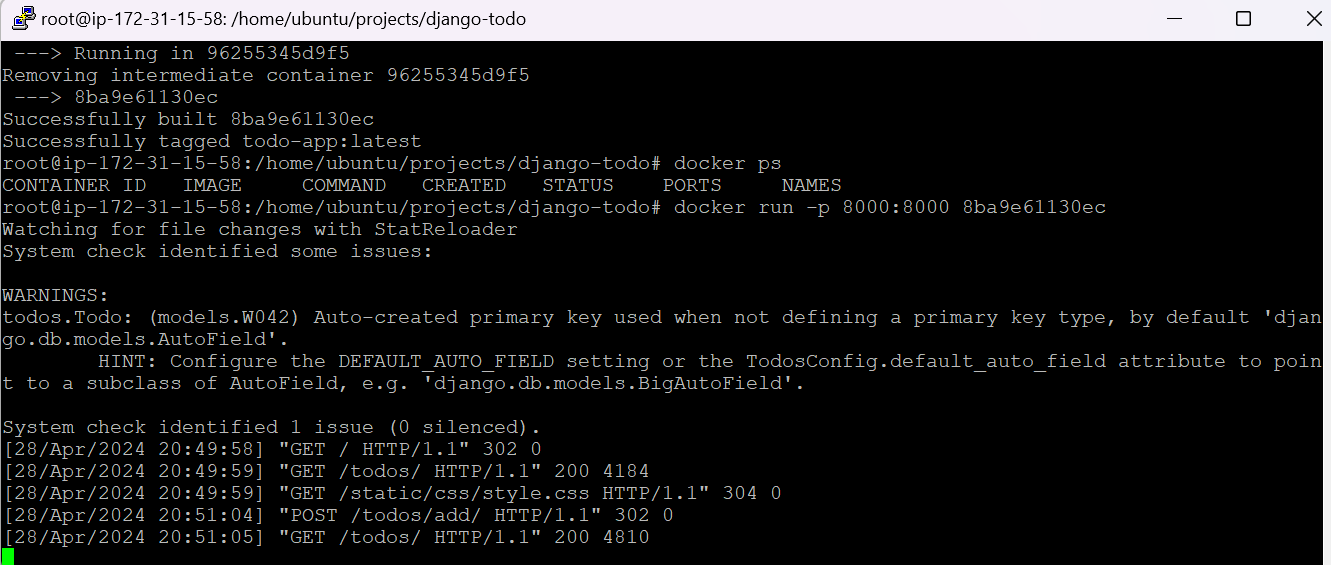 root@ip-172-31-15-58: /home/ubuntu/projects/django-todo
---> Running in 96255345d9f5
Removing intermediate container 96255345d9f5
---> 8ba9e61130ec
Successfully built 8ba9e61130ec
Successfully tagged todo-app:latest
root@ip-172-31-15-58:/home/ubuntu/projects/django-todo# docker ps
CONTAINER ID   IMAGE     COMMAND   CREATED   STATUS    PORTS     NAMES
root@ip-172-31-15-58:/home/ubuntu/projects/django-todo# docker run -p 8000:8000 8ba9e61130ec
Watching for file changes with StatReloader
System check identified some issues:

WARNINGS:
todos.Todo: (models.W042) Auto-created primary key used when not defining a primary key type, by default 'djan
go.db.models.AutoField'.
        HINT: Configure the DEFAULT_AUTO_FIELD setting or the TodosConfig.default_auto_field attribute to poin
t to a subclass of AutoField, e.g. 'django.db.models.BigAutoField'.

System check identified 1 issue (0 silenced).
[28/Apr/2024 20:49:58] "GET / HTTP/1.1" 302 0
[28/Apr/2024 20:49:59] "GET /todos/ HTTP/1.1" 200 4184
[28/Apr/2024 20:49:59] "GET /static/css/style.css HTTP/1.1" 304 0
[28/Apr/2024 20:51:04] "POST /todos/add/ HTTP/1.1" 302 0
[28/Apr/2024 20:51:05] "GET /todos/ HTTP/1.1" 200 4810